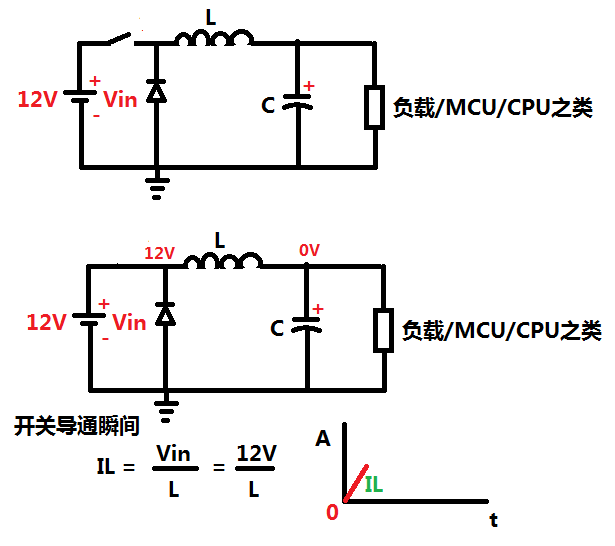 L
+
12V Vin
-
C
+
负载/MCU/CPU之类
12V
L
0V
+
12V Vin
-
C
+
负载/MCU/CPU之类
开关导通瞬间
IL = Vin / L = 12V / L
A
IL
0
t